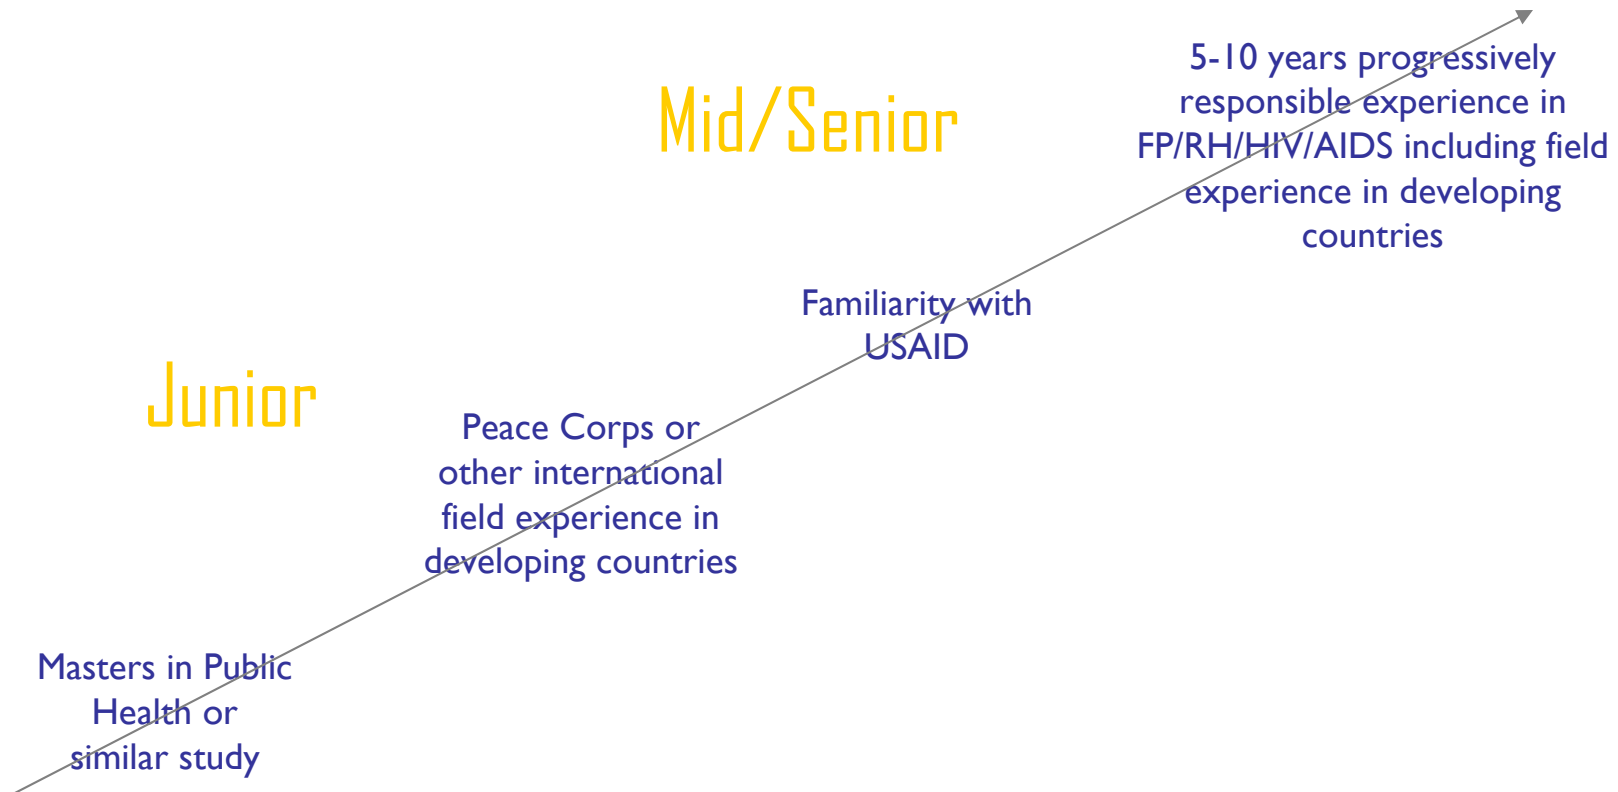 Mid/Senior
5-10 years progressively
responsible experience in
FP/RH/HIV/AIDS including field
experience in developing
countries
Familiarity with
USAID
Junior
Peace Corps or
other international
field experience in
developing countries
Masters in Public
Health or
similar study